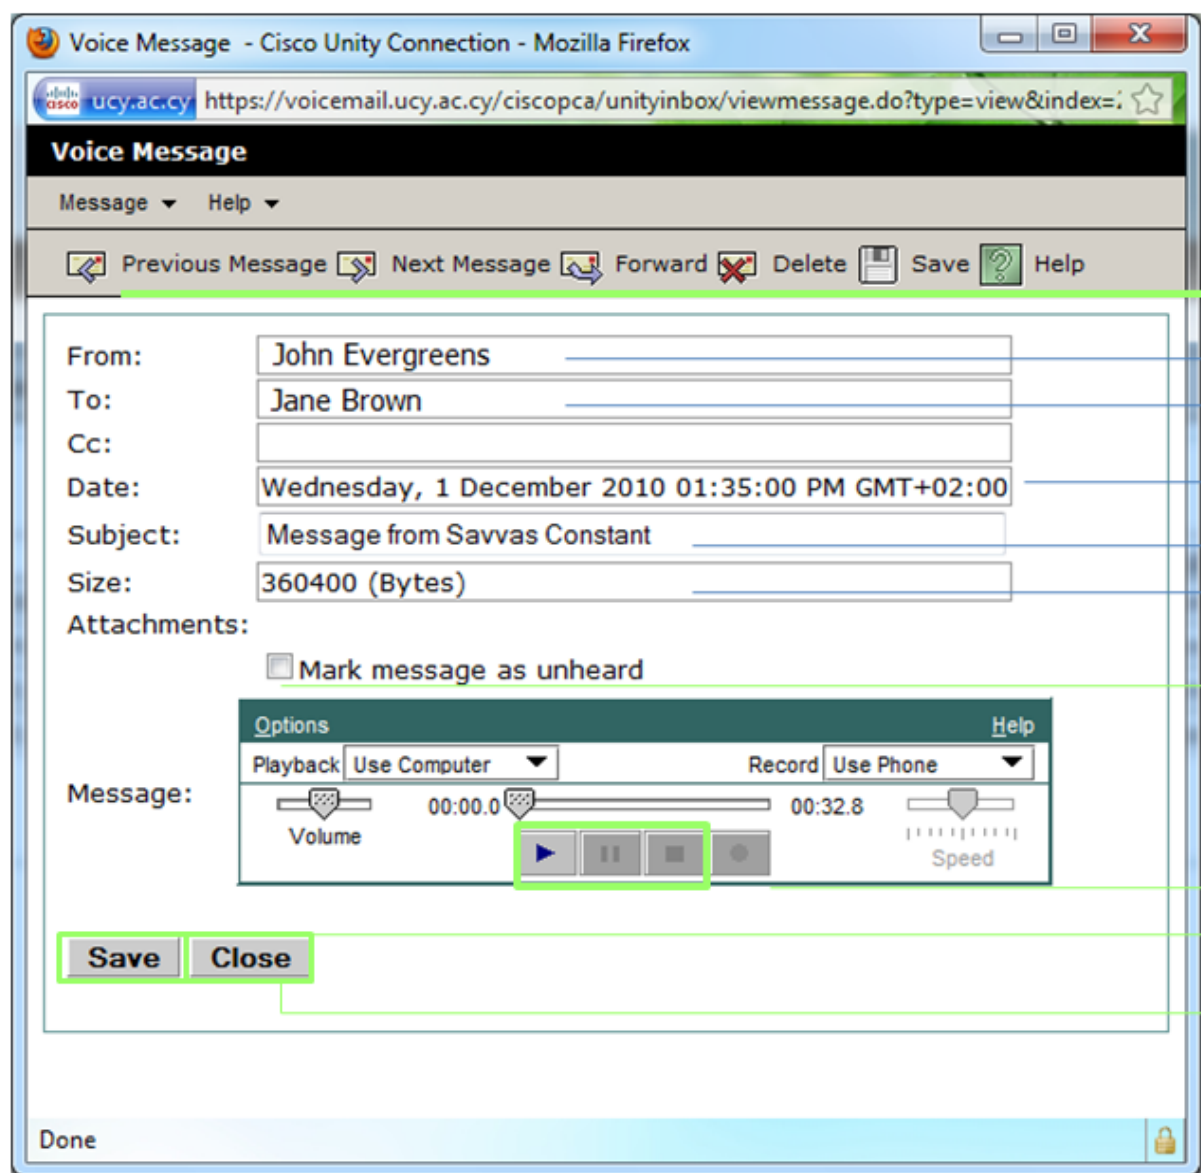 Voice Message - Cisco Unity Connection - Mozilla Firefox
cisco ucy.ac.cy https://voicemail.ucy.ac.cy/ciscopca/unityinbox/viewmessage.do?type=view&index=
Voice Message
Message Help
Previous Message Next Message Forward Delete Save Help
From: John Evergreens
To: Jane Brown
Cc:
Date: Wednesday, 1 December 2010 01:35:00 PM GMT+02:00
Subject: Message from Savvas Constant
Size: 360400 (Bytes)
Attachments:
Mark message as unheard
Options Help
Playback Use Computer Record Use Phone
Message: 00:00.0 00:32.8
Volume Speed
Save Close
Done